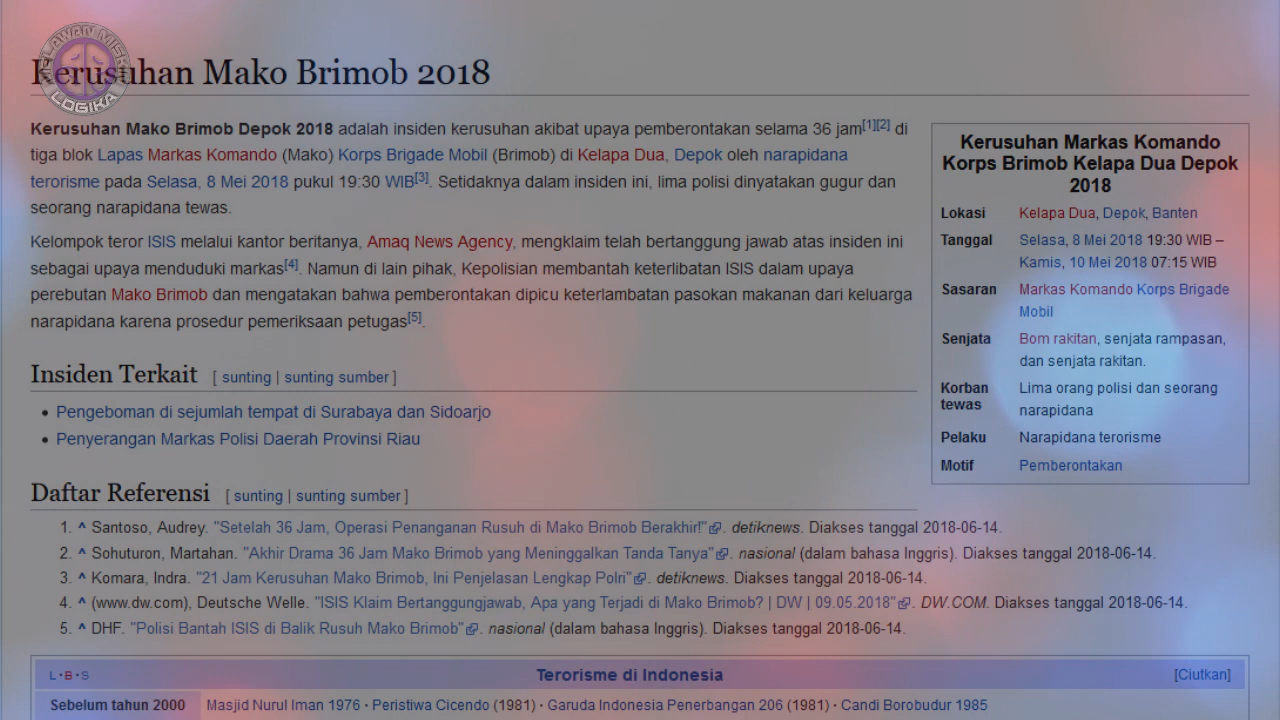 MELAWAN MISKIN LOGIKA
Kerusuhan Mako Brimob 2018
Kerusuhan Mako Brimob Depok 2018 adalah insiden kerusuhan akibat upaya pemberontakan selama 36 jam[1][2] di
tiga blok Lapas Markas Komando (Mako) Korps Brigade Mobil (Brimob) di Kelapa Dua, Depok oleh narapidana
terorisme pada Selasa, 8 Mei 2018 pukul 19:30 WIB[3]. Setidaknya dalam insiden ini, lima polisi dinyatakan gugur dan
seorang narapidana tewas.
Kelompok teror ISIS melalui kantor beritanya, Amaq News Agency, mengklaim telah bertanggung jawab atas insiden ini
sebagai upaya menduduki markas[4]. Namun di lain pihak, Kepolisian membantah keterlibatan ISIS dalam upaya
perebutan Mako Brimob dan mengatakan bahwa pemberontakan dipicu keterlambatan pasokan makanan dari keluarga
narapidana karena prosedur pemeriksaan petugas[5].
Kerusuhan Markas Komando
Korps Brimob Kelapa Dua Depok
2018
Lokasi Kelapa Dua, Depok, Banten
Tanggal Selasa, 8 Mei 2018 19:30 WIB –
Kamis, 10 Mei 2018 07:15 WIB
Sasaran Markas Komando Korps Brigade
Mobil
Senjata Bom rakitan, senjata rampasan,
dan senjata rakitan.
Korban Lima orang polisi dan seorang
tewas narapidana
Pelaku Narapidana terorisme
Motif Pemberontakan
Insiden Terkait [ sunting | sunting sumber ]
• Pengeboman di sejumlah tempat di Surabaya dan Sidoarjo
• Penyerangan Markas Polisi Daerah Provinsi Riau
Daftar Referensi [ sunting | sunting sumber ]
1. ^ Santoso, Audrey. "Setelah 36 Jam, Operasi Penanganan Rusuh di Mako Brimob Berakhir!". detiknews. Diakses tanggal 2018-06-14.
2. ^ Sohuturon, Martahan. "Akhir Drama 36 Jam Mako Brimob yang Meninggalkan Tanda Tanya". nasional (dalam bahasa Inggris). Diakses tanggal 2018-06-14.
3. ^ Komara, Indra. "21 Jam Kerusuhan Mako Brimob, Ini Penjelasan Lengkap Polri". detiknews. Diakses tanggal 2018-06-14.
4. ^ (www.dw.com), Deutsche Welle. "ISIS Klaim Bertanggungjawab, Apa yang Terjadi di Mako Brimob? | DW | 09.05.2018". DW.COM. Diakses tanggal 2018-06-14.
5. ^ DHF. "Polisi Bantah ISIS di Balik Rusuh Mako Brimob". nasional (dalam bahasa Inggris). Diakses tanggal 2018-06-14.
L · B · S Terorisme di Indonesia [Ciutkan]
Sebelum tahun 2000 Masjid Nurul Iman 1976 · Peristiwa Cicendo (1981) · Garuda Indonesia Penerbangan 206 (1981) · Candi Borobudur 1985